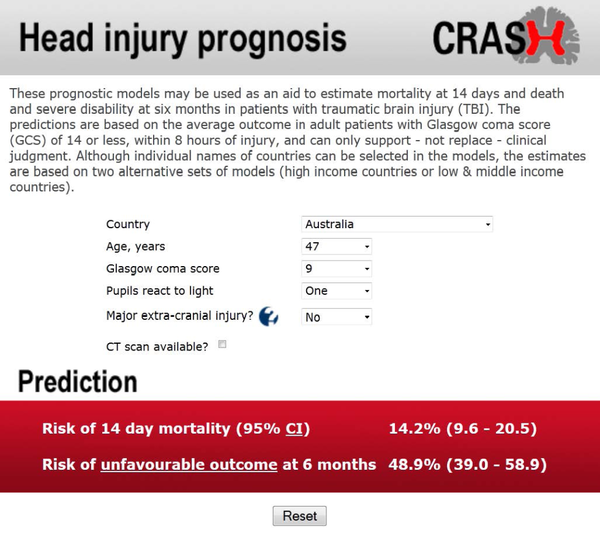 Head injury prognosis
CRASH
These prognostic models may be used as an aid to estimate mortality at 14 days and death
and severe disability at six months in patients with traumatic brain injury (TBI). The
predictions are based on the average outcome in adult patients with Glasgow coma score
(GCS) of 14 or less, within 8 hours of injury, and can only support - not replace - clinical
judgment. Although individual names of countries can be selected in the models, the estimates
are based on two alternative sets of models (high income countries or low & middle income
countries).
Country Australia
Age, years 47
Glasgow coma score 9
Pupils react to light One
Major extra-cranial injury? No
CT scan available?
Prediction
Risk of 14 day mortality (95% CI) 14.2% (9.6 - 20.5)
Risk of unfavourable outcome at 6 months 48.9% (39.0 - 58.9)
Reset